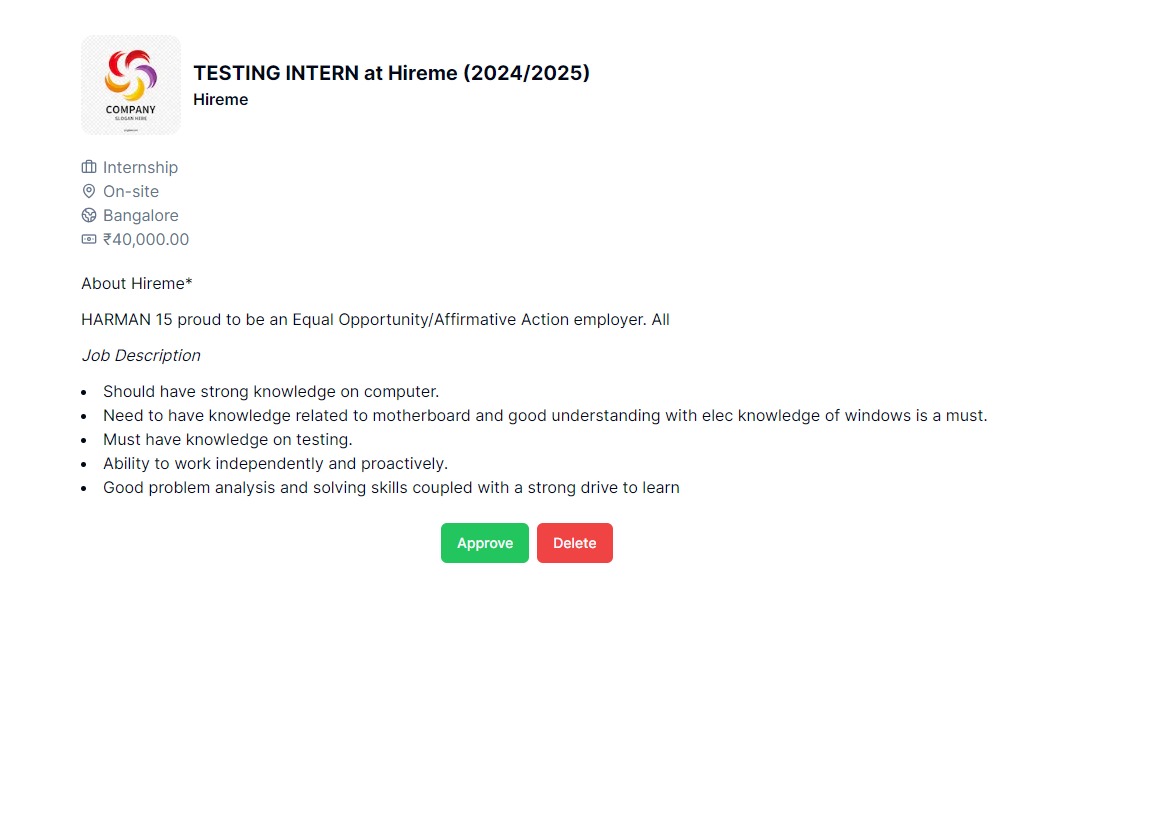 COMPANY
SLOGAN HERE
TESTING INTERN at Hireme (2024/2025)
Hireme
Internship
On-site
Bangalore
₹40,000.00
About Hireme*
HARMAN 15 proud to be an Equal Opportunity/Affirmative Action employer. All
Job Description
Should have strong knowledge on computer.
Need to have knowledge related to motherboard and good understanding with elec knowledge of windows is a must.
Must have knowledge on testing.
Ability to work independently and proactively.
Good problem analysis and solving skills coupled with a strong drive to learn
Approve
Delete